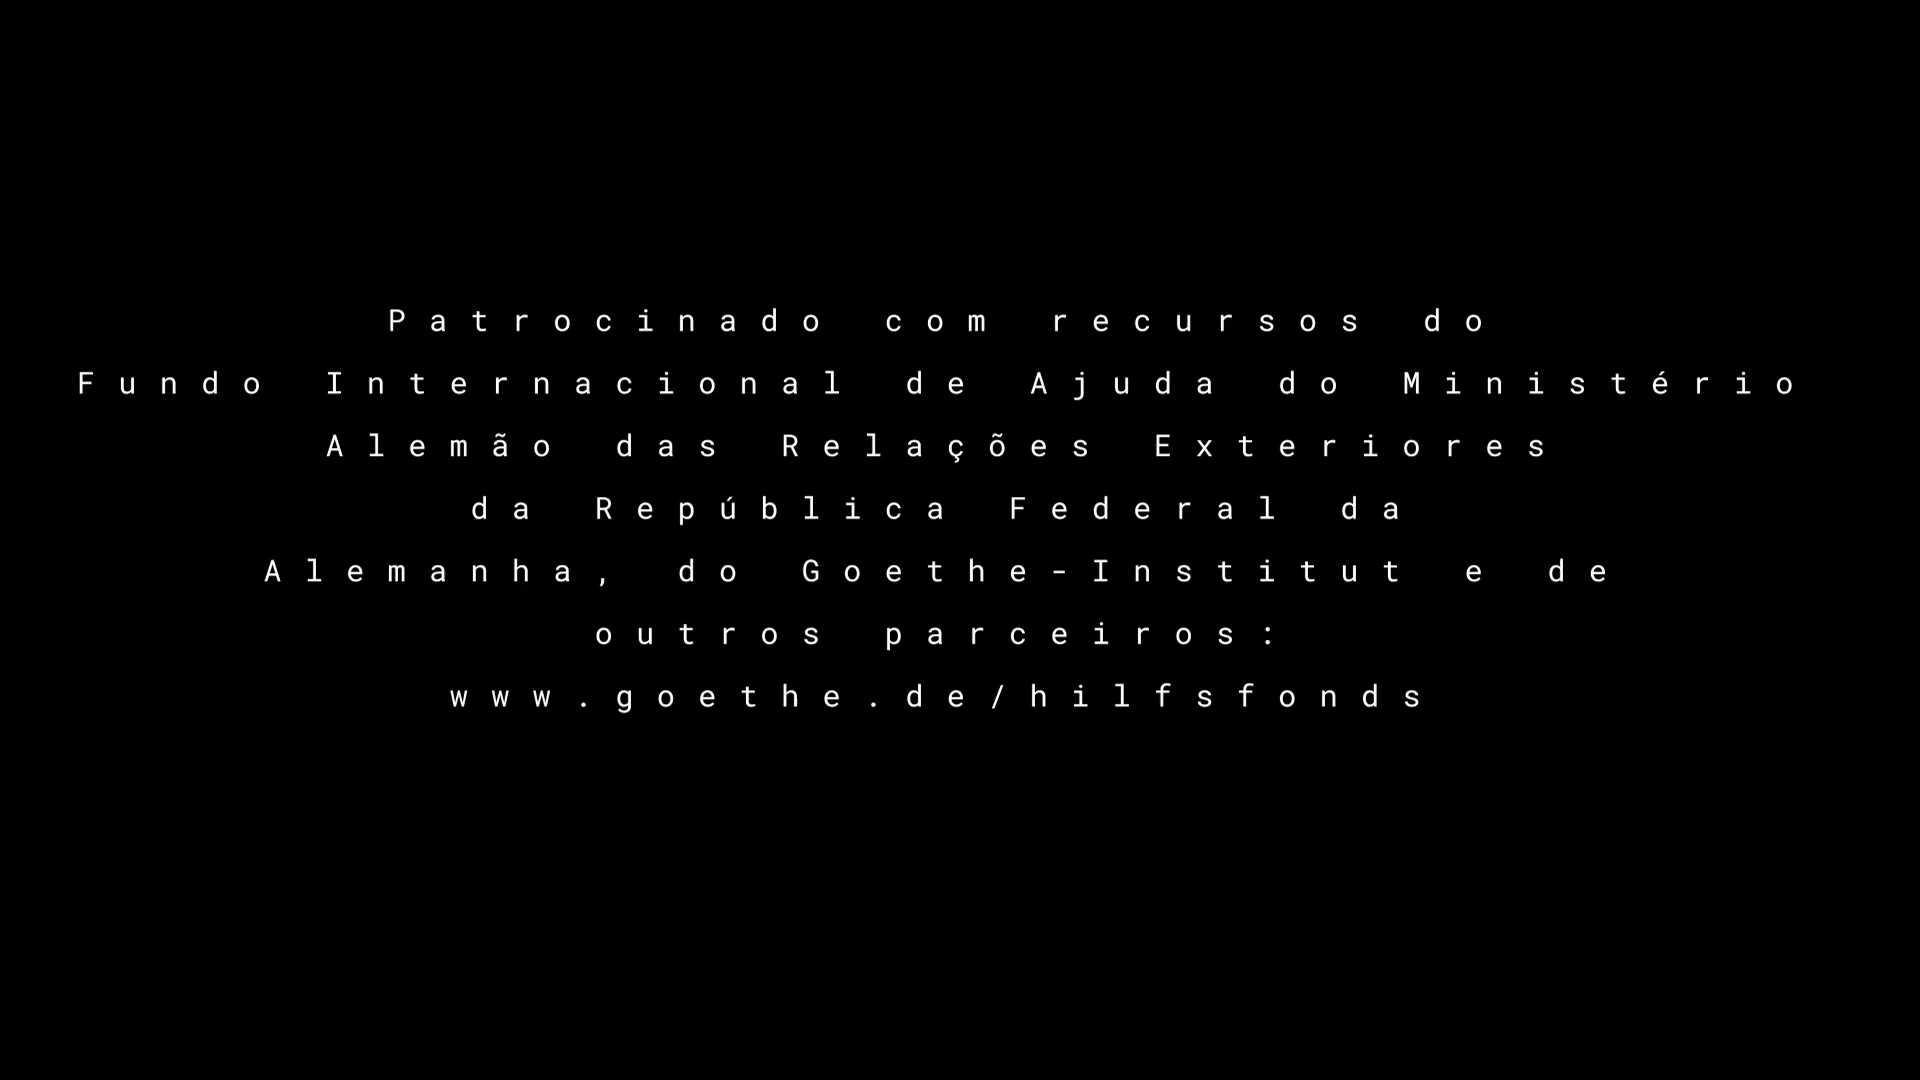 Patrocinado com recursos do
Fundo Internacional de Ajuda do Ministério
Alemão das Relações Exteriores
da República Federal da
Alemanha, do Goethe-Institut e de
outros parceiros:
www.goethe.de/hilfsfonds